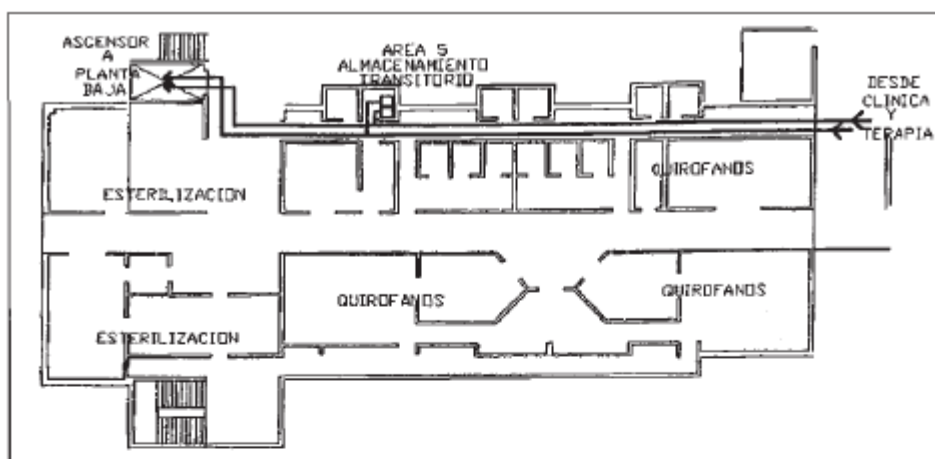 ASCENSOR
A
PLANTA
BAJA
AREA 5
ALMACENAMIENTO
TRANSITORIO
DESDE
CLINICA
Y
TERAPIA
ESTERILIZACION
QUIROFANOS
QUIROFANOS
QUIROFANOS
ESTERILIZACION